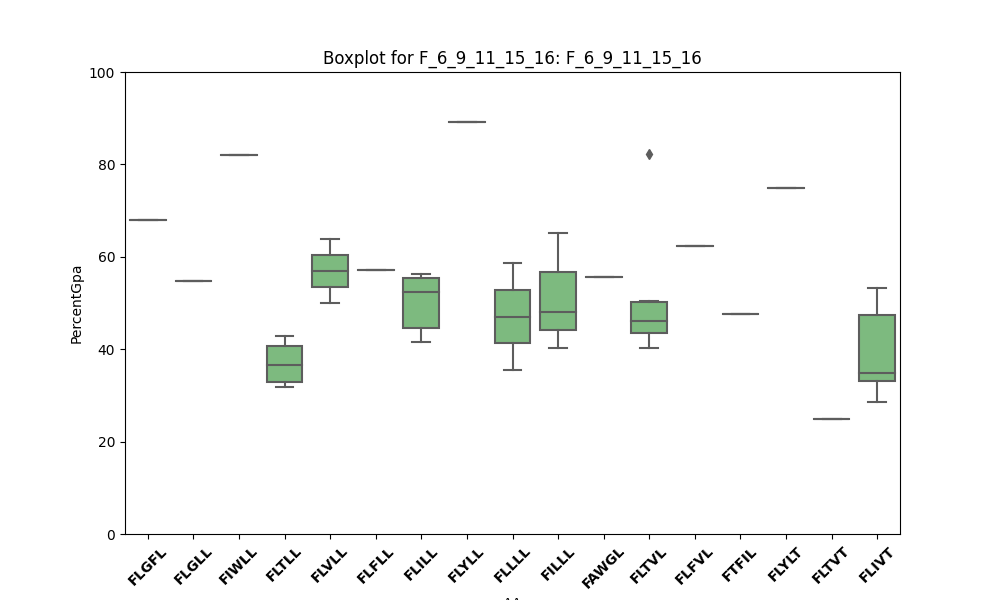 Boxplot for F_6_9_11_15_16: F_6_9_11_15_16
100
80
60
40
20
0
PercentGpa
FLGFL
FLGLL
FIWLL
FLTLL
FLVLL
FLFLL
FLILL
FLYLL
FLLLL
FILLL
FAWGL
FLTVL
FLFVL
FTFIL
FLYLT
FLTVT
FLIVT